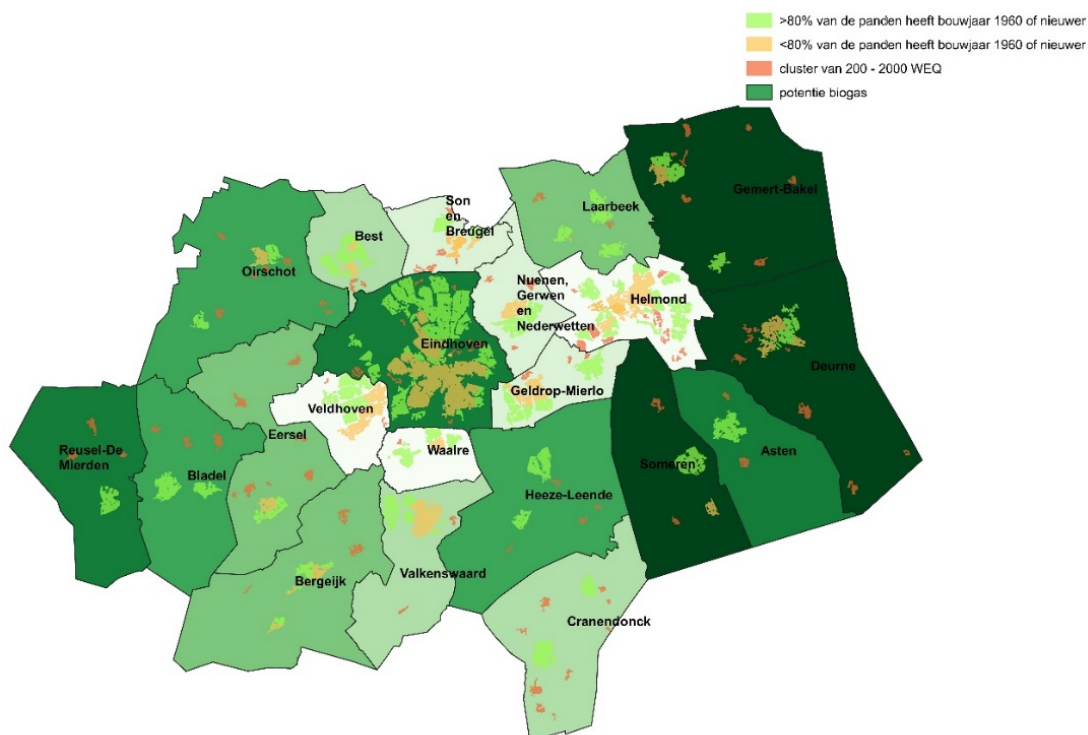 >80% van de panden heeft bouwjaar 1960 of nieuwer
<80% van de panden heeft bouwjaar 1960 of nieuwer
cluster van 200 - 2000 WEQ
potentie biogas
Gemert-Bakel
Son
en
Breugel
Laarbeek
Best
Oirschot
Nuenen,
Gerwen
en
Nederwetten
Helmond
Eindhoven
Deurne
Geldrop-Mierlo
Veldhoven
Eersel
Waalre
Reusel-De
Mierden
Bladel
Asten
Someren
Heeze-Leende
Valkenswaard
Bergeijk
Cranendonck